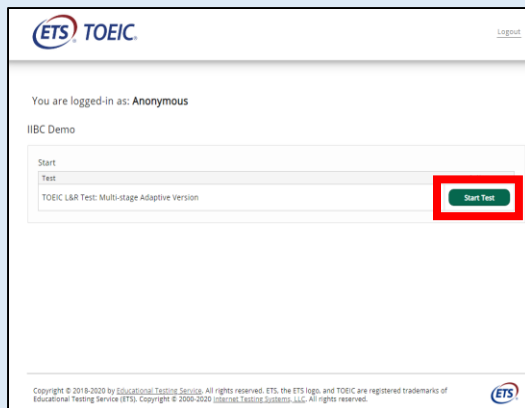 ETS® TOEIC®
Logout
You are logged-in as: Anonymous
IIBC Demo
Start
Test
TOEIC L&R Test: Multi-stage Adaptive Version
Start Test
Copyright © 2018-2020 by Educational Testing Service. All rights reserved. ETS, the ETS logo, and TOEIC are registered trademarks of
Educational Testing Service (ETS). Copyright © 2000-2020 Internet Testing Systems, LLC. All rights reserved.
ETS®